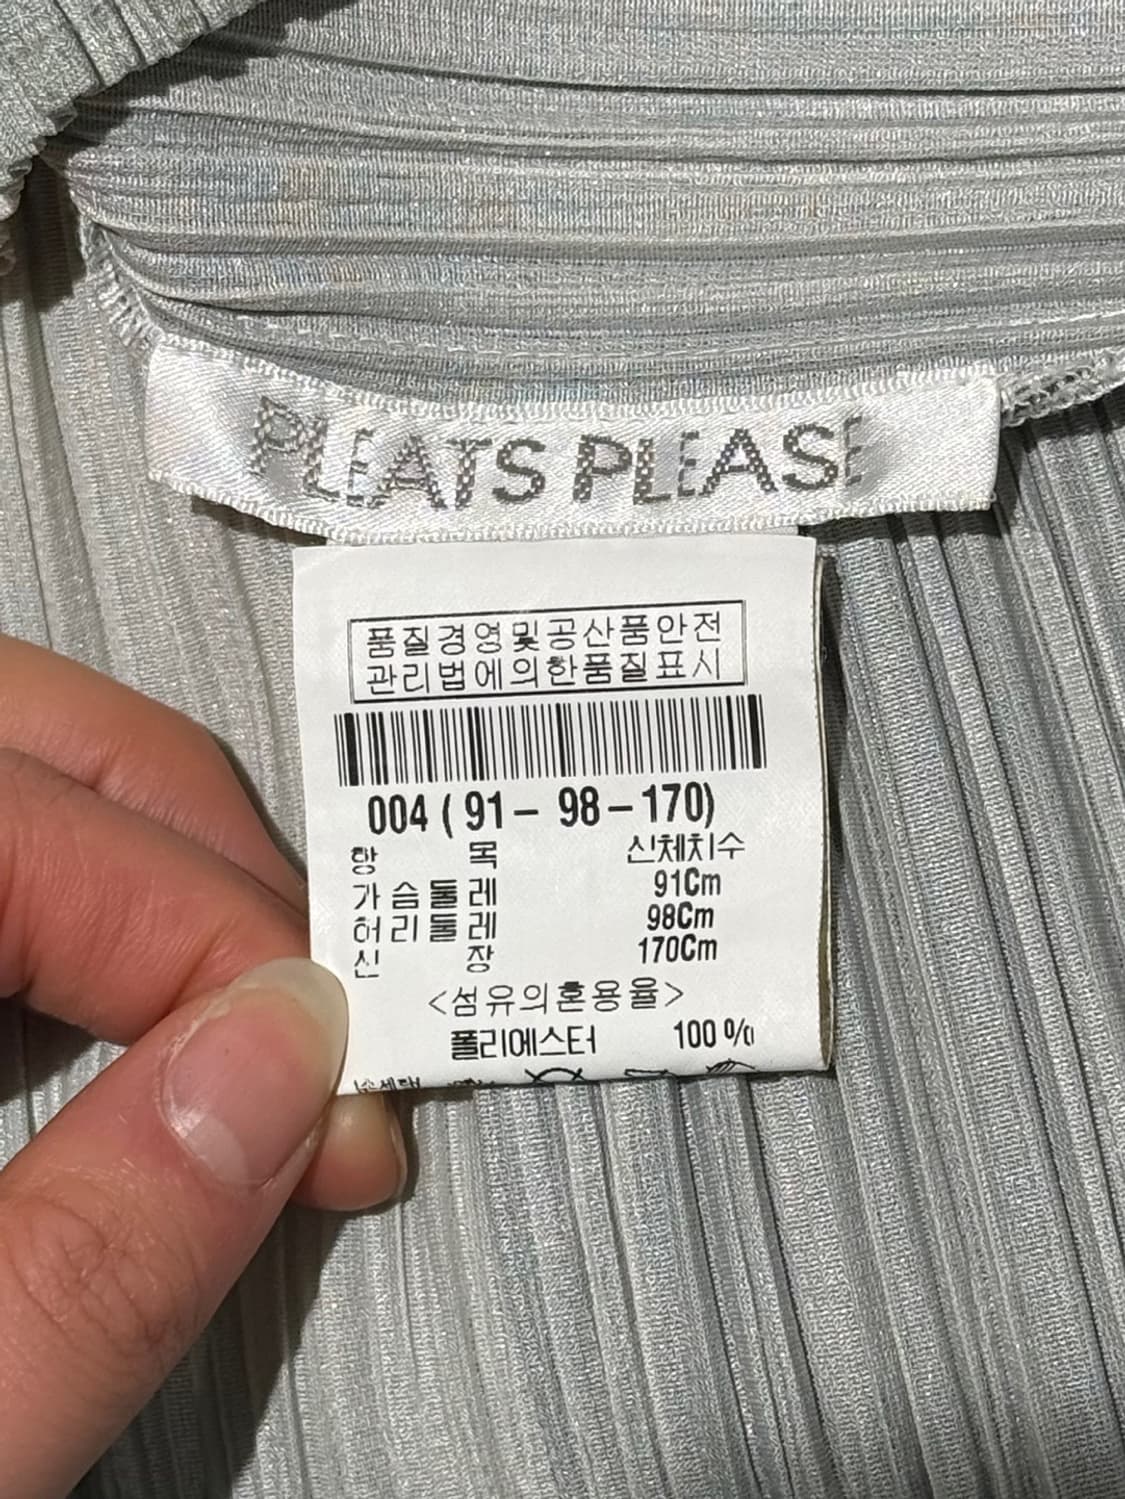 PLEATS PLEASE
품질경영및공산품안전
관리법에의한품질표시
004 ( 91 - 98 - 170)
항 목 신체치수
가슴둘레 91Cm
허리둘레 98Cm
신 장 170Cm
<섬유의혼용율>
폴리에스터 100 %